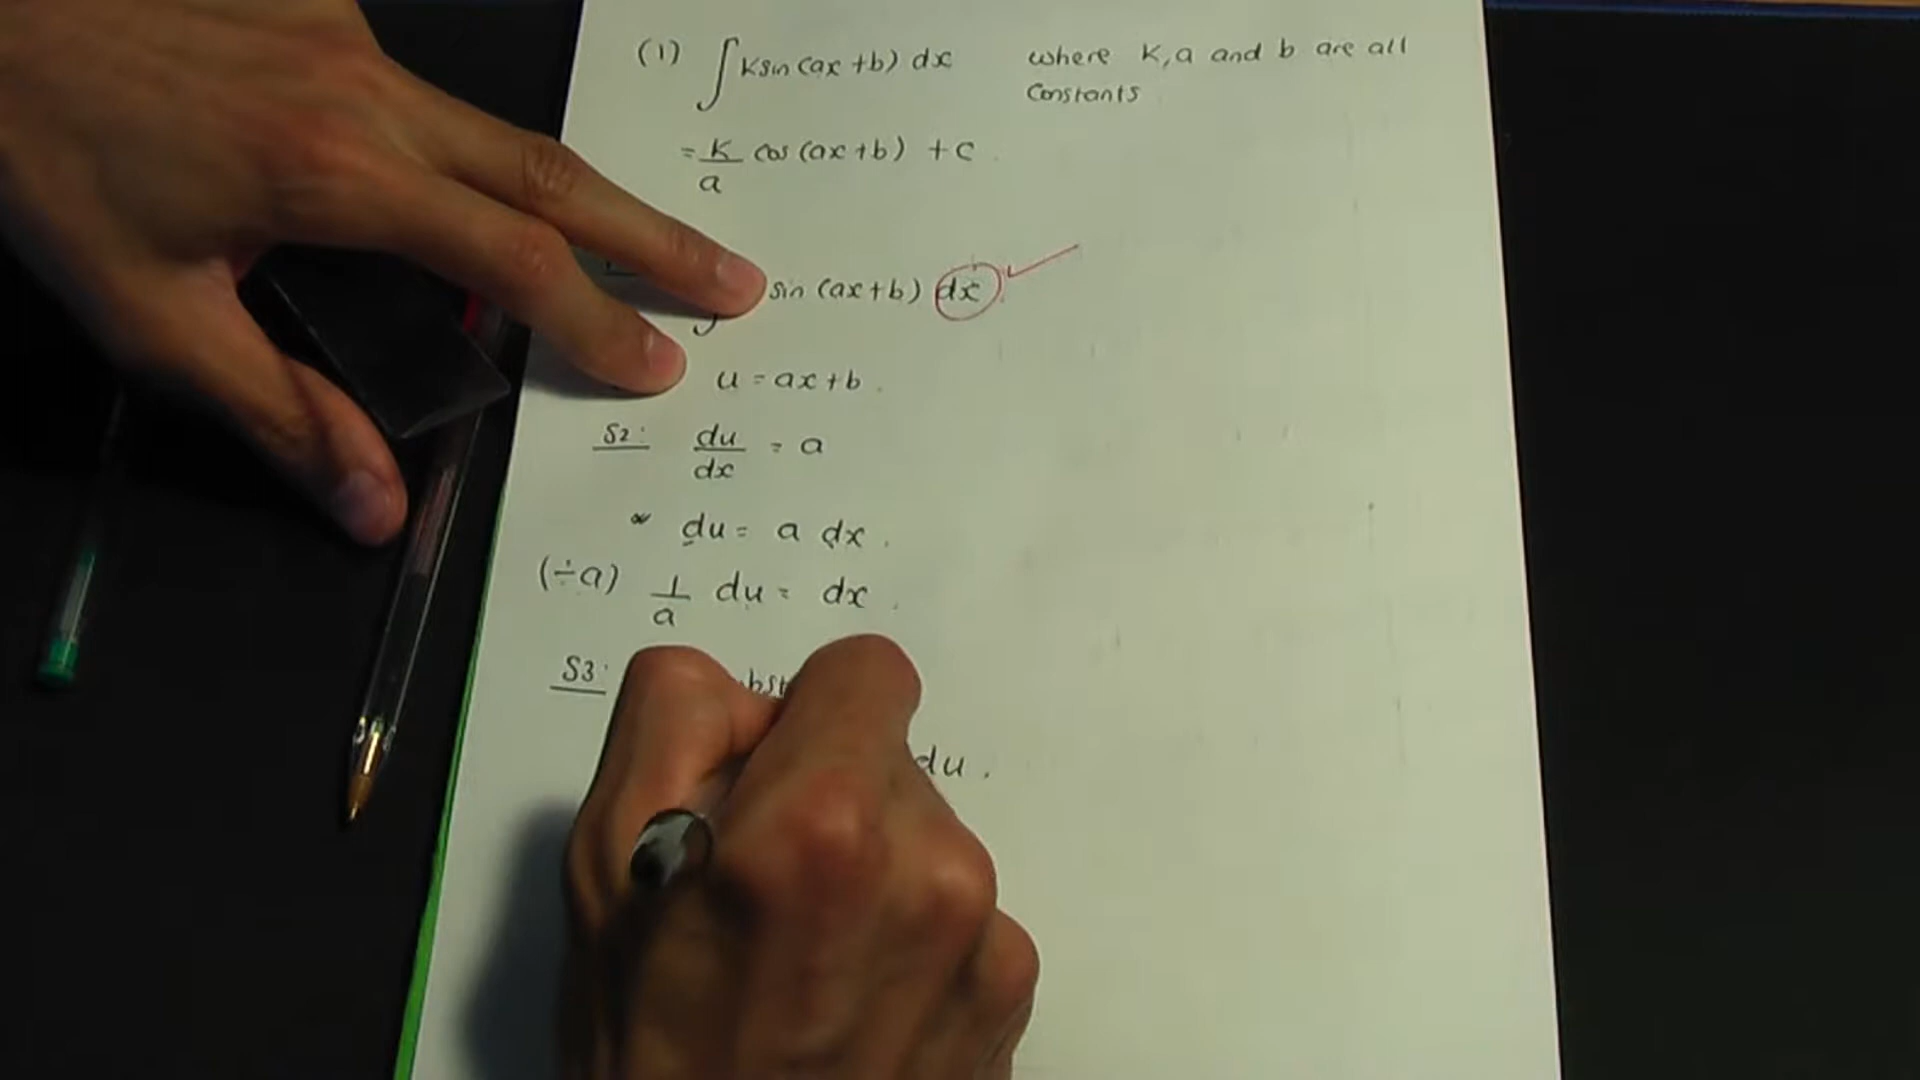 (1) ∫ K sin (ax + b) dx where K, a and b are all
Constants
= K/a cos (ax + b) + c
sin (ax + b) dx
u = ax + b
S2: du/dx = a
du = a dx.
(÷a) 1/a du = dx
S3:
du.